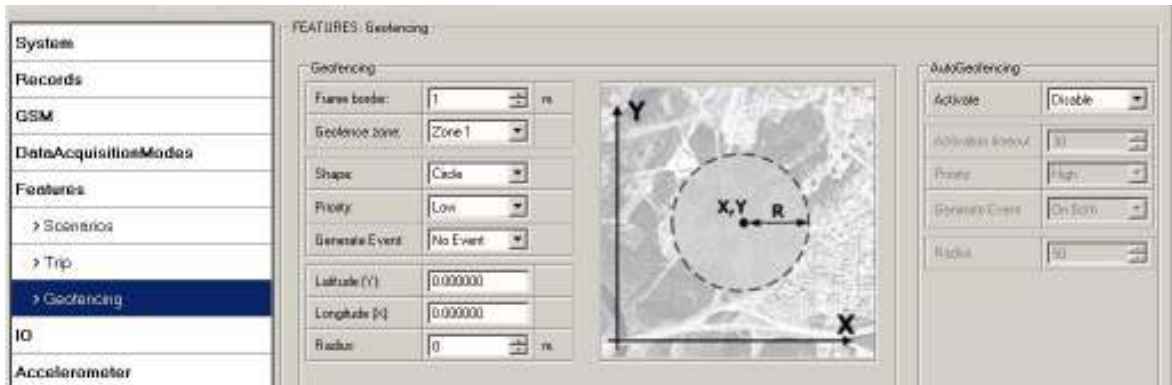 System
Records
GSM
DataAcquisitionModes
Features
> Scenarios
> Trip
> Geofencing
IO
Accelerometer
FEATURES: Geofencing
Geofencing
Frame border: 1 m
Geofence zone: Zone 1
Shape: Circle
Priority: Low
Generate Event No Event
Latitude (Y): 0.000000
Longitude (X) 0.000000
Radius: 0 m
Y
X,Y R
X
AutoGeofencing
Activate Disable
Activation timeout 30
Priority High
Generate Event On Both
Radius 50